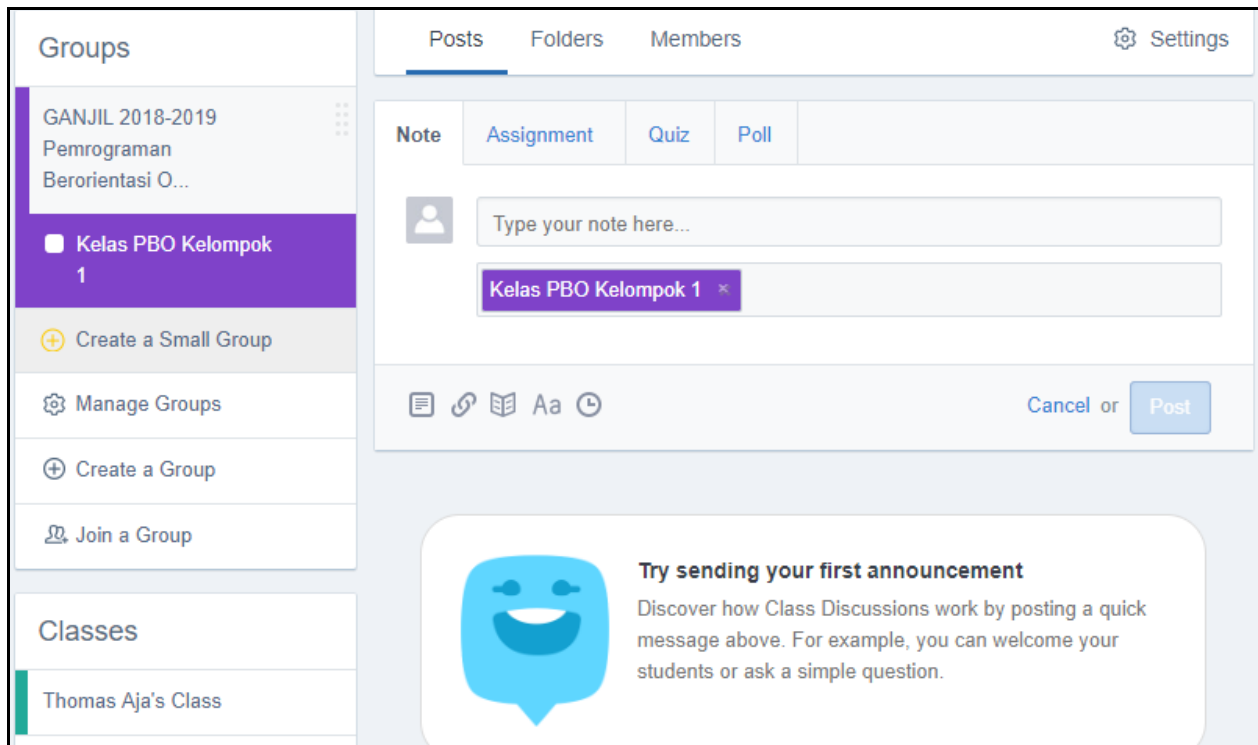 Groups
GANJIL 2018-2019
Pemrograman
Berorientasi O...
Kelas PBO Kelompok
1
Create a Small Group
Manage Groups
Create a Group
Join a Group
Classes
Thomas Aja's Class
Posts Folders Members Settings
Note Assignment Quiz Poll
Type your note here...
Kelas PBO Kelompok 1 ×
Aa
Cancel or Post
Try sending your first announcement
Discover how Class Discussions work by posting a quick
message above. For example, you can welcome your
students or ask a simple question.